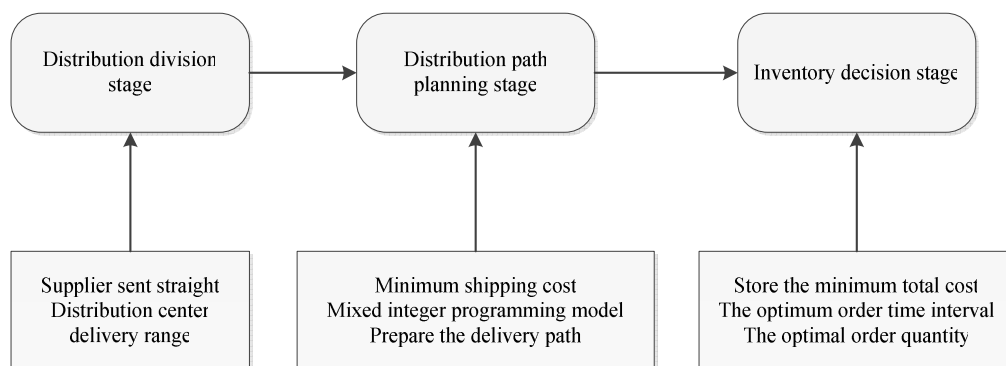 Distribution division
stage
Distribution path
planning stage
Inventory decision stage
Supplier sent straight
Distribution center
delivery range
Minimum shipping cost
Mixed integer programming model
Prepare the delivery path
Store the minimum total cost
The optimum order time interval
The optimal order quantity